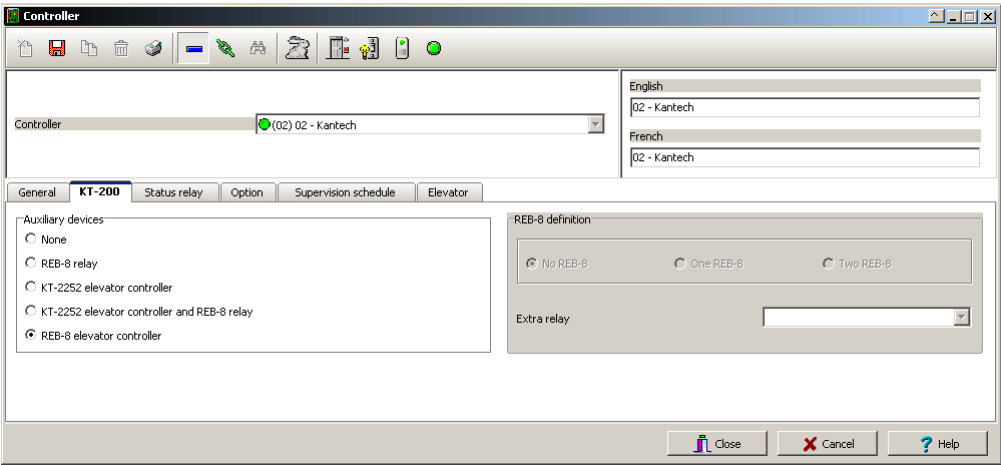 Controller
English
02 - Kantech
Controller
(02) 02 - Kantech
French
02 - Kantech
General KT-200 Status relay Option Supervision schedule Elevator
Auxiliary devices
None
REB-8 relay
KT-2252 elevator controller
KT-2252 elevator controller and REB-8 relay
REB-8 elevator controller
REB-8 definition
No REB-8 One REB-8 Two REB-8
Extra relay
Close Cancel Help